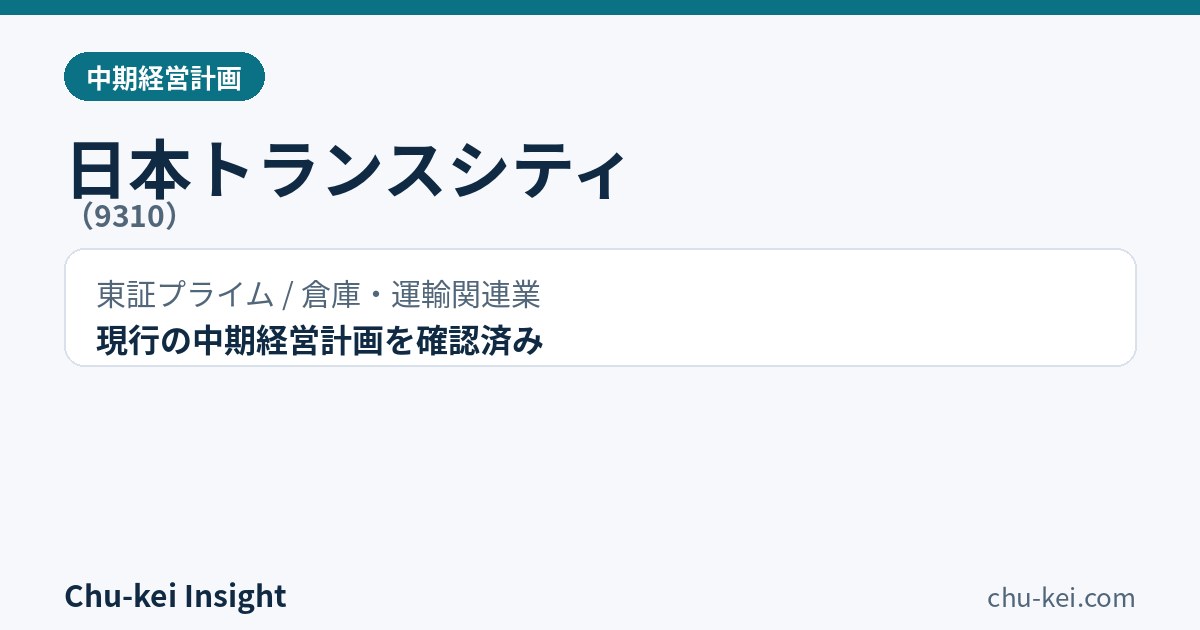 中期経営計画
日本トランスシティ
（9310）
東証プライム / 倉庫・運輸関連業
現行の中期経営計画を確認済み
Chu-kei Insight
chu-kei.com